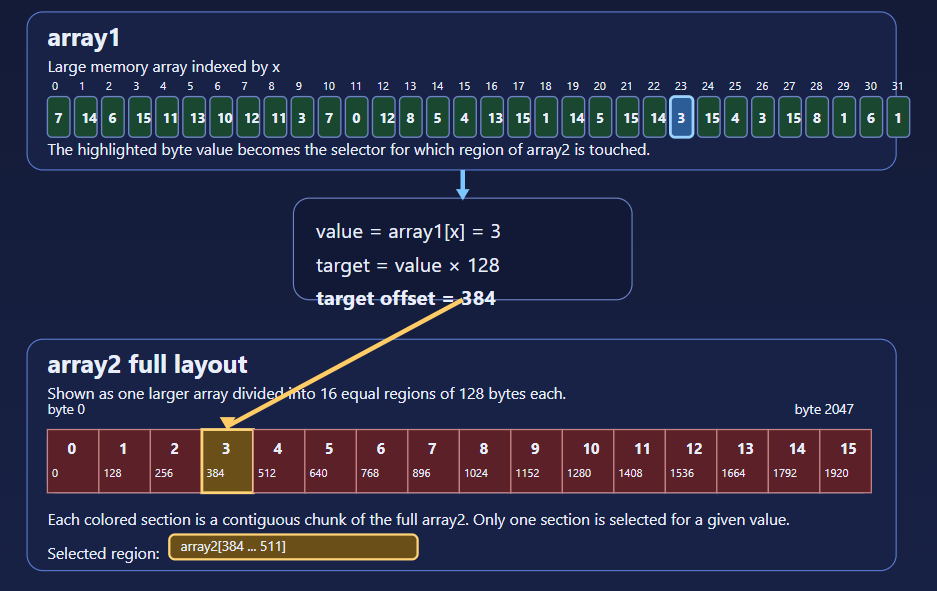 array1
Large memory array indexed by x
0 1 2 3 4 5 6 7 8 9 10 11 12 13 14 15 16 17 18 19 20 21 22 23 24 25 26 27 28 29 30 31
7 14 6 15 11 13 10 12 11 3 7 0 12 8 5 4 13 15 1 14 5 15 14 3 15 4 3 15 8 1 6 1
The highlighted byte value becomes the selector for which region of array2 is touched.
value = array1[x] = 3
target = value × 128
target offset = 384
array2 full layout
Shown as one larger array divided into 16 equal regions of 128 bytes each.
byte 0 byte 2047
0 1 2 3 4 5 6 7 8 9 10 11 12 13 14 15
0 128 256 384 512 640 768 896 1024 1152 1280 1408 1536 1664 1792 1920
Each colored section is a contiguous chunk of the full array2. Only one section is selected for a given value.
Selected region: array2[384 ... 511]